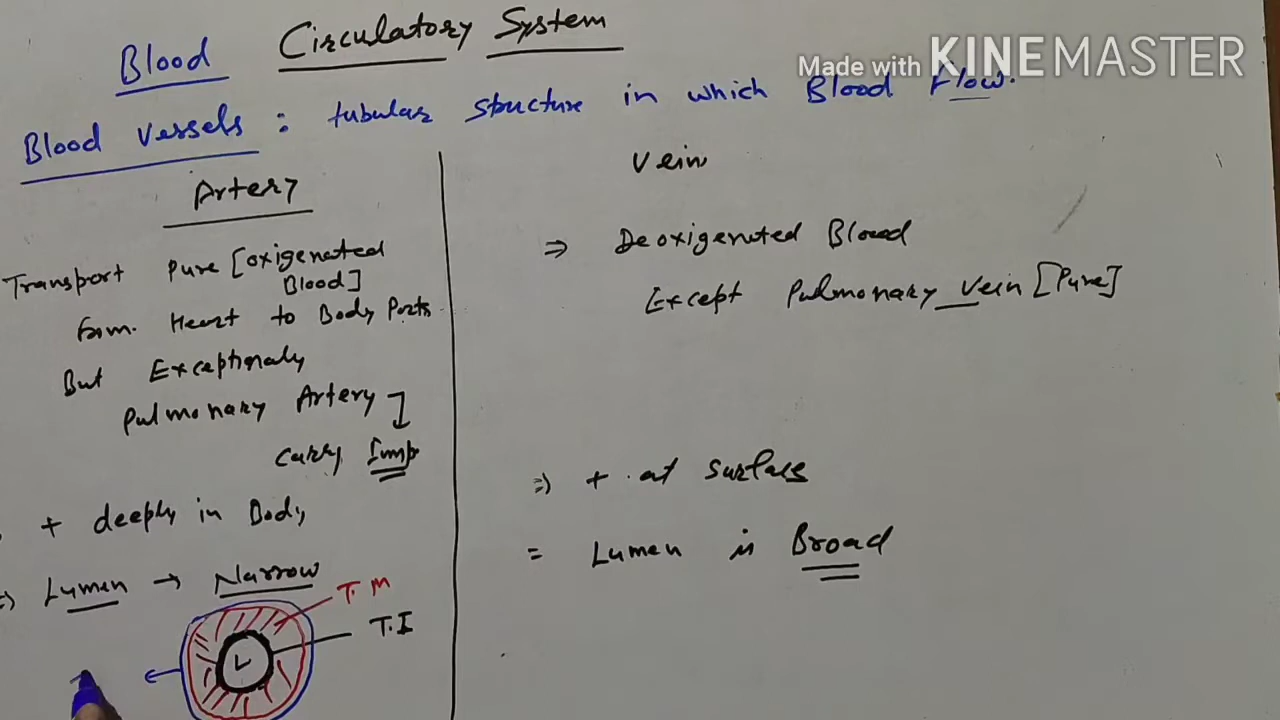 Blood Circulatory System
Made with KINEMASTER
Blood vessels : tubular structure in which Blood Flow.
Artery
Transport Pure [oxigenated Blood]
from Heart to Body Parts
But Exceptionaly
Pulmonary Artery
Carry Imp
+ deeply in Body
⇒ Lumen → Narrow
T.M
T.I
L
Vein
⇒ Deoxigenated Blood
Except Pulmonary Vein [Pure]
⇒ + at surface
= Lumen is Broad